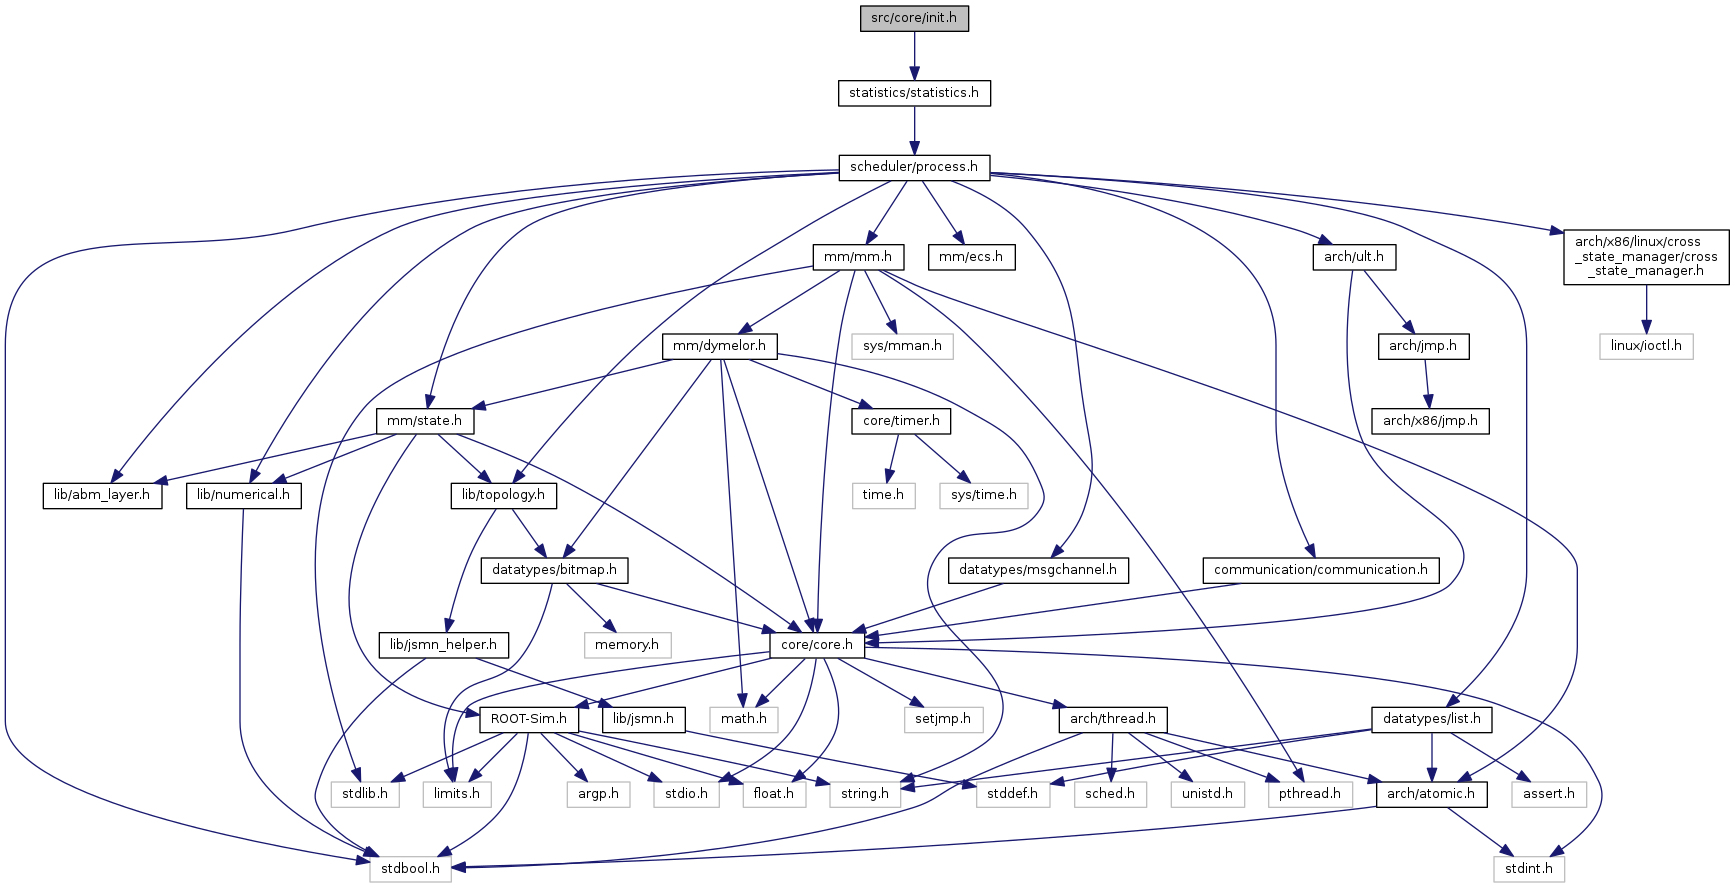 src/core/init.h
statistics/statistics.h
scheduler/process.h
mm/mm.h
mm/ecs.h
arch/ult.h
arch/x86/linux/cross
_state_manager/cross
_state_manager.h
mm/dymelor.h
sys/mman.h
arch/jmp.h
linux/ioctl.h
mm/state.h
core/timer.h
arch/x86/jmp.h
lib/abm_layer.h
lib/numerical.h
lib/topology.h
time.h
sys/time.h
datatypes/bitmap.h
datatypes/msgchannel.h
communication/communication.h
lib/jsmn_helper.h
memory.h
core/core.h
ROOT-Sim.h
lib/jsmn.h
math.h
setjmp.h
arch/thread.h
datatypes/list.h
stdlib.h
limits.h
argp.h
stdio.h
float.h
string.h
stddef.h
sched.h
unistd.h
pthread.h
arch/atomic.h
assert.h
stdbool.h
stdint.h